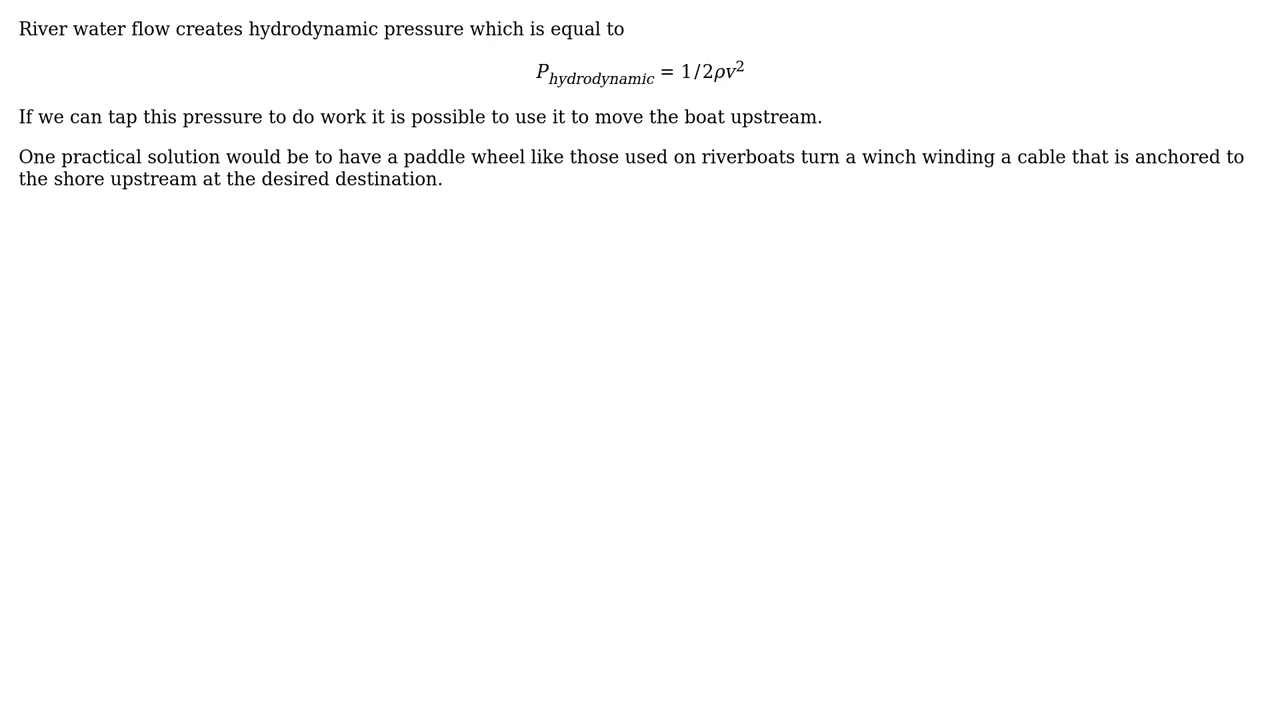 River water flow creates hydrodynamic pressure which is equal to
P_hydrodynamic = 1/2ρv²
If we can tap this pressure to do work it is possible to use it to move the boat upstream.
One practical solution would be to have a paddle wheel like those used on riverboats turn a winch winding a cable that is anchored to
the shore upstream at the desired destination.